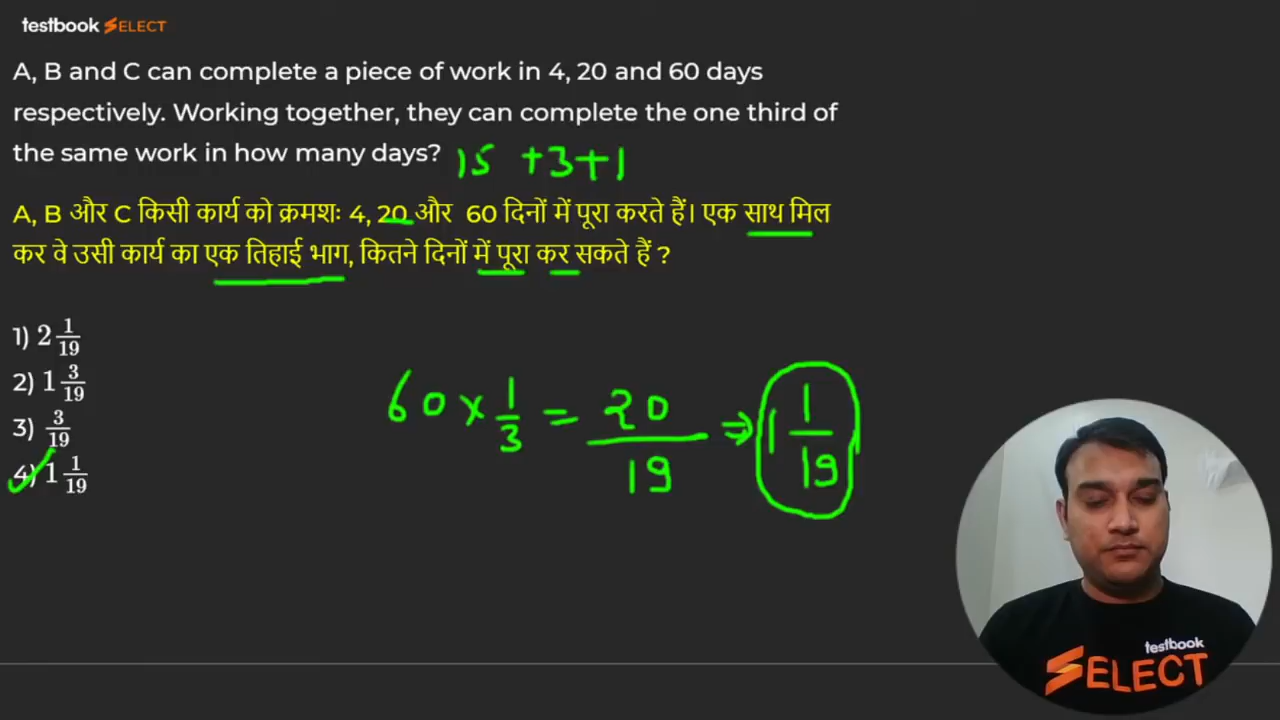 testbook SELECT
A, B and C can complete a piece of work in 4, 20 and 60 days
respectively. Working together, they can complete the one third of
the same work in how many days? 15 +3+1
A, B और C किसी कार्य को क्रमशः 4, 20 और 60 दिनों में पूरा करते हैं। एक साथ मिल
कर वे उसी कार्य का एक तिहाई भाग, कितने दिनों में पूरा कर सकते हैं ?
1) 2 1/19
2) 1 3/19
3) 3/19
4) 1 1/19
60 × 1/3 = 20/19 ⇒ 1 1/19
testbook
SELECT